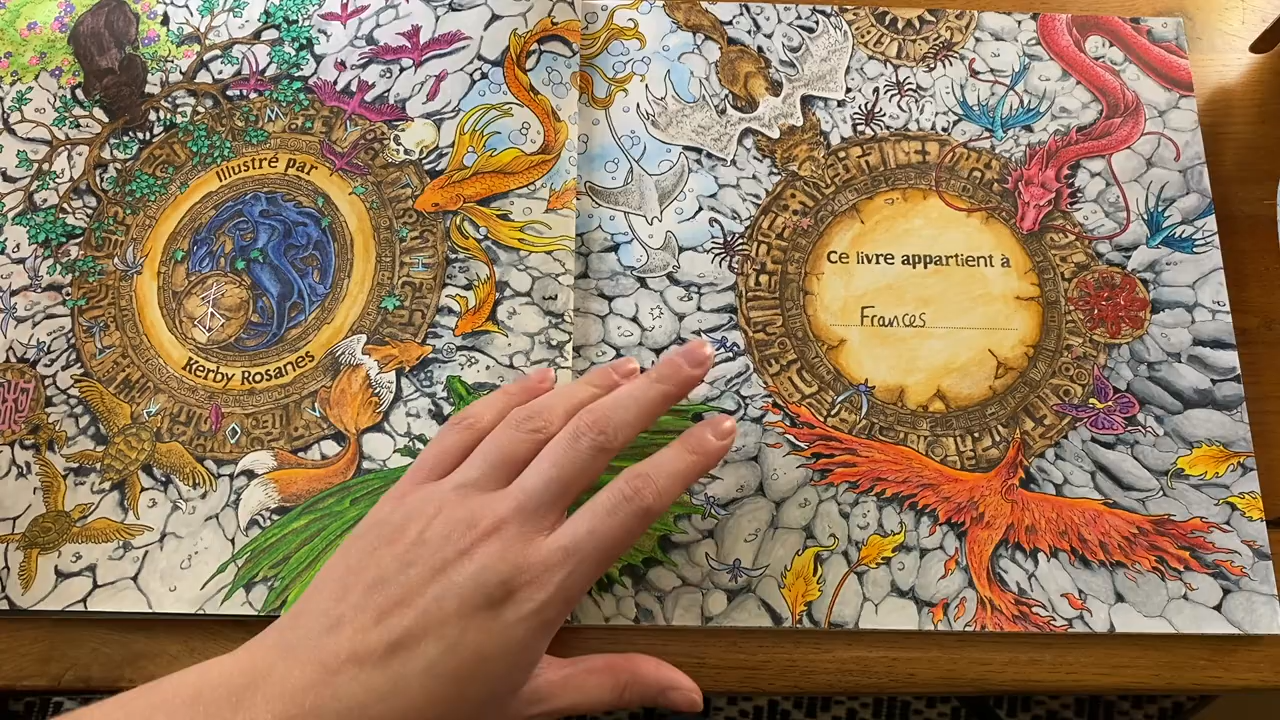 Illustré par
Kerby Rosanes
Ce livre appartient à
Frances